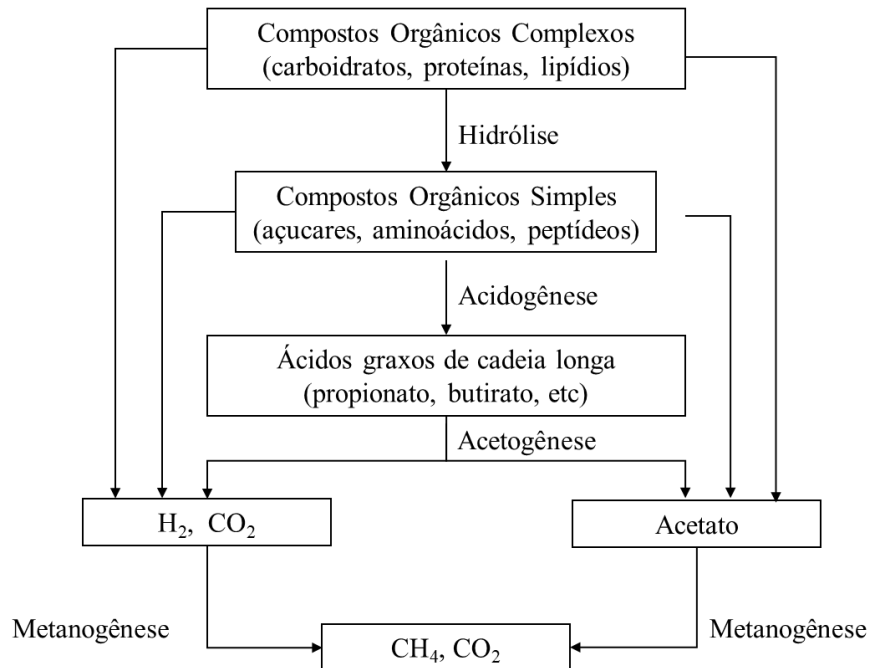 Compostos Orgânicos Complexos
(carboidratos, proteínas, lipídios)
Hidrólise
Compostos Orgânicos Simples
(açucares, aminoácidos, peptídeos)
Acidogênese
Ácidos graxos de cadeia longa
(propionato, butirato, etc)
Acetogênese
H₂, CO₂
Acetato
Metanogênese
Metanogênese
CH₄, CO₂